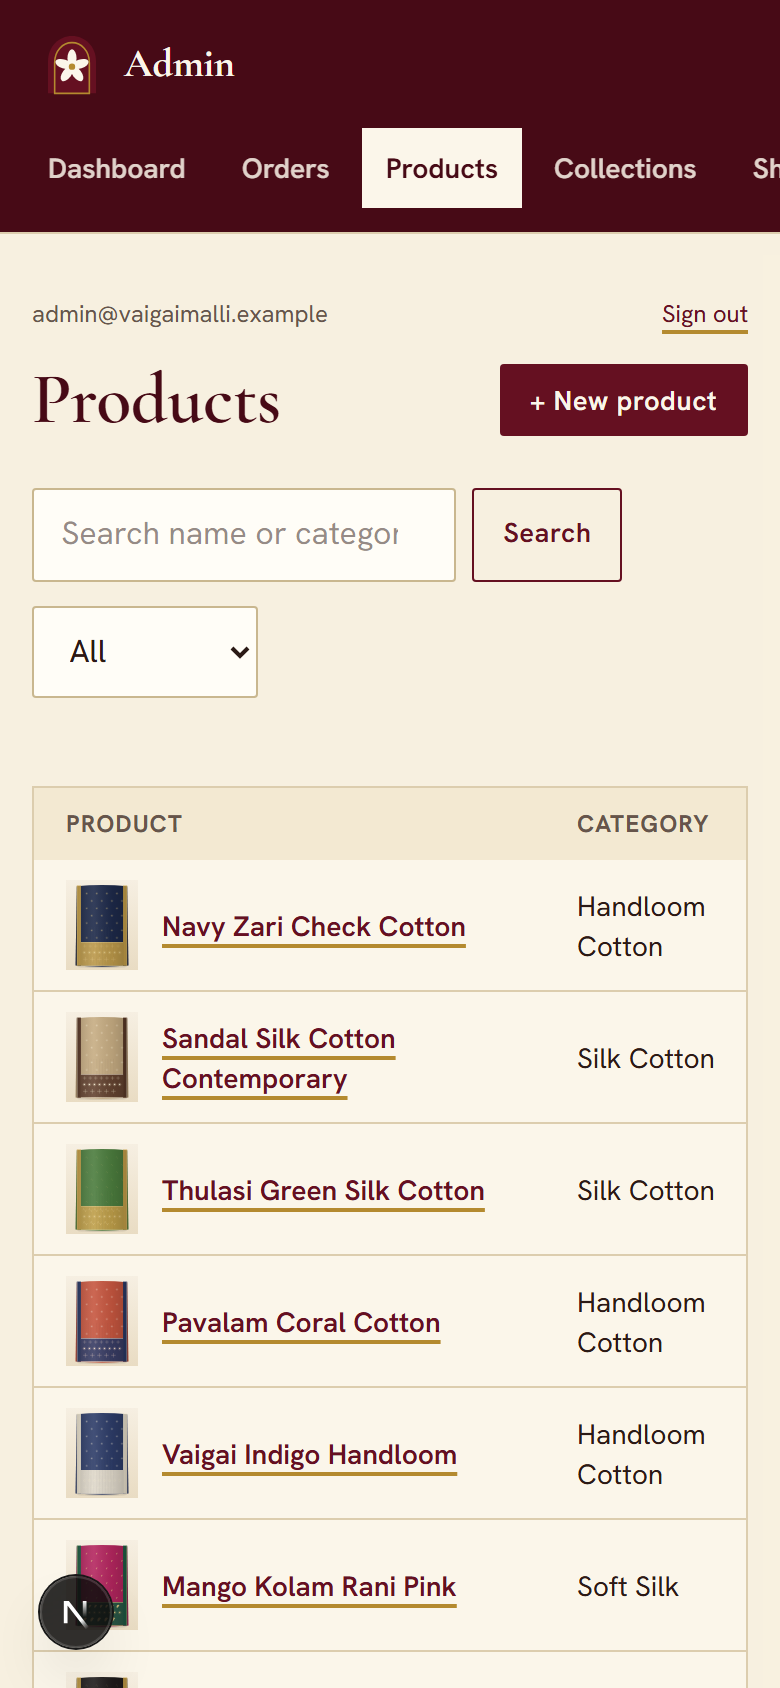 Admin
Dashboard Orders Products Collections Sh
admin@vaigaimalli.example Sign out
Products + New product
Search name or categor Search
All
PRODUCT CATEGORY
Navy Zari Check Cotton Handloom
Cotton
Sandal Silk Cotton
Contemporary Silk Cotton
Thulasi Green Silk Cotton Silk Cotton
Pavalam Coral Cotton Handloom
Cotton
Vaigai Indigo Handloom Handloom
Cotton
Mango Kolam Rani Pink Soft Silk
N